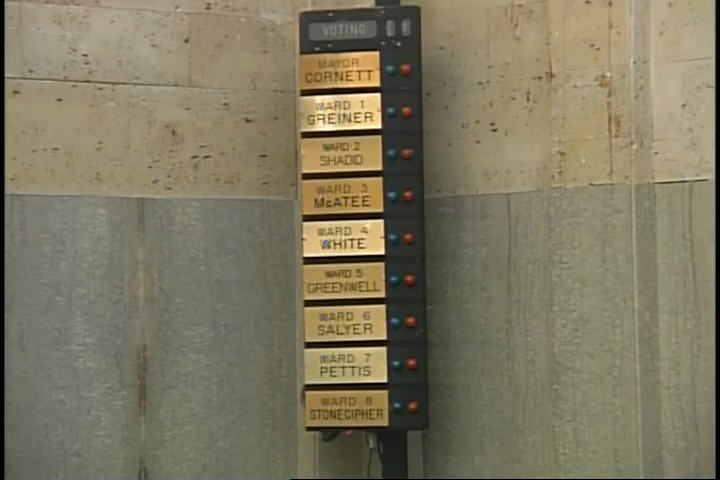 VOTING
MAYOR
CORNETT
WARD 1
GREINER
WARD 2
SHADID
WARD 3
McATEE
WARD 4
WHITE
WARD 5
GREENWELL
WARD 6
SALYER
WARD 7
PETTIS
WARD 8
STONECIPHER